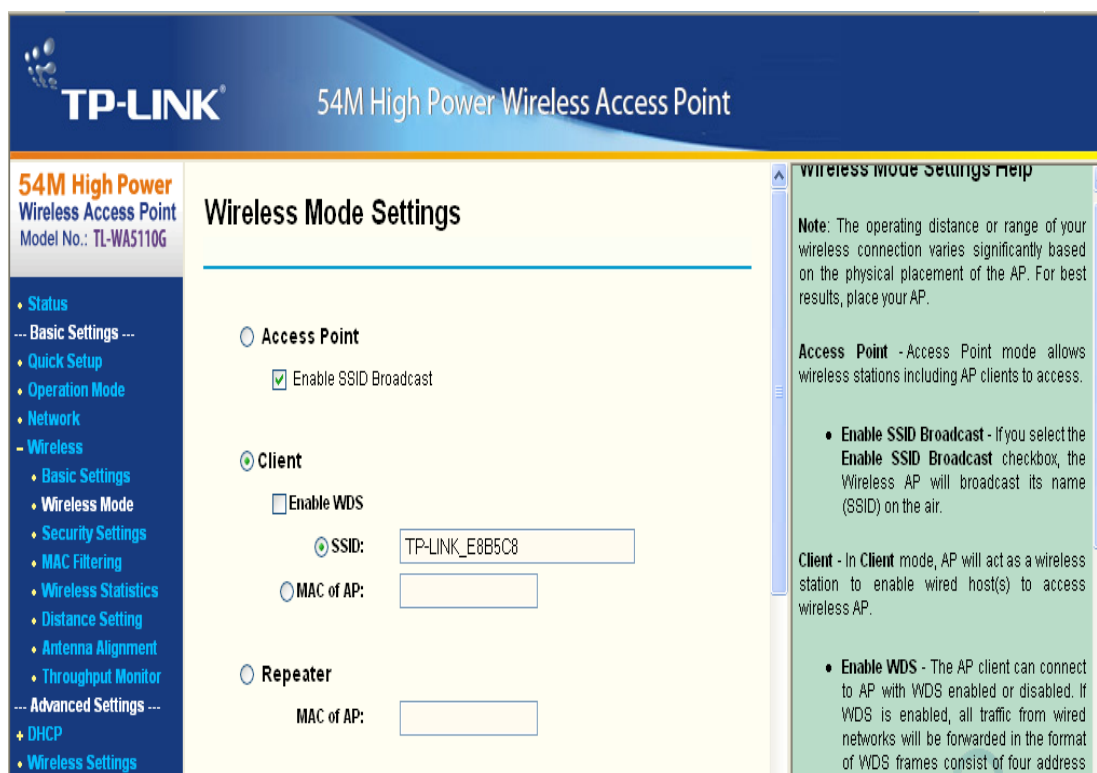 TP-LINK®
54M High Power Wireless Access Point
54M High Power
Wireless Access Point
Model No.: TL-WA5110G
• Status
--- Basic Settings ---
• Quick Setup
• Operation Mode
• Network
– Wireless
• Basic Settings
• Wireless Mode
• Security Settings
• MAC Filtering
• Wireless Statistics
• Distance Setting
• Antenna Alignment
• Throughput Monitor
--- Advanced Settings ---
+ DHCP
• Wireless Settings
Wireless Mode Settings
Access Point
Enable SSID Broadcast
Client
Enable WDS
SSID: TP-LINK_E8B5C8
MAC of AP:
Repeater
MAC of AP:
Wireless Mode Settings Help
Note: The operating distance or range of your
wireless connection varies significantly based
on the physical placement of the AP. For best
results, place your AP.
Access Point - Access Point mode allows
wireless stations including AP clients to access.
• Enable SSID Broadcast - If you select the
Enable SSID Broadcast checkbox, the
Wireless AP will broadcast its name
(SSID) on the air.
Client - In Client mode, AP will act as a wireless
station to enable wired host(s) to access
wireless AP.
• Enable WDS - The AP client can connect
to AP with WDS enabled or disabled. If
WDS is enabled, all traffic from wired
networks will be forwarded in the format
of WDS frames consist of four address